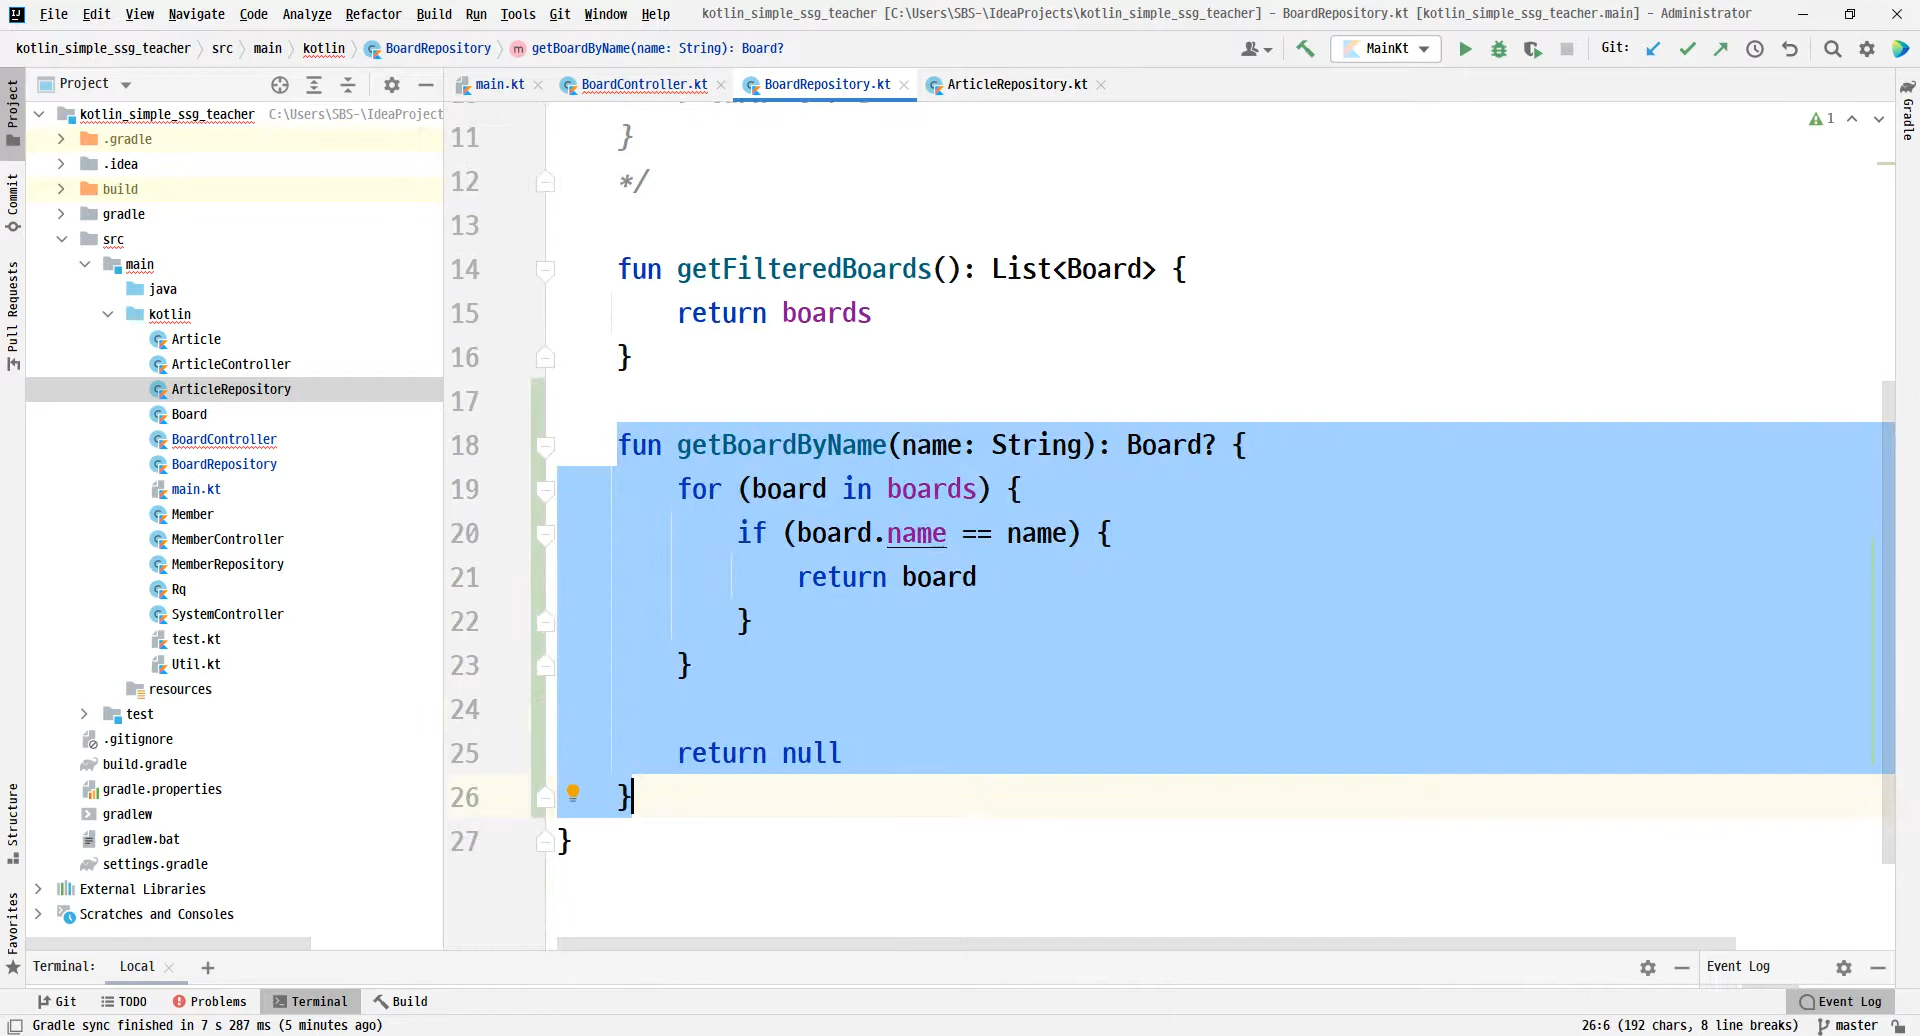 File Edit View Navigate Code Analyze Refactor Build Run Tools Git Window Help kotlin_simple_ssg_teacher [C:\Users\SBS-\IdeaProjects\kotlin_simple_ssg_teacher] - BoardRepository.kt [kotlin_simple_ssg_teacher.main] - Administrator
kotlin_simple_ssg_teacher src main kotlin BoardRepository getBoardByName(name: String): Board? MainKt Git:
Project main.kt BoardController.kt BoardRepository.kt ArticleRepository.kt
Project
Commit
Pull Requests
Structure
Favorites
Gradle
kotlin_simple_ssg_teacher C:\Users\SBS-\IdeaProject
.gradle
.idea
build
gradle
src
main
java
kotlin
Article
ArticleController
ArticleRepository
Board
BoardController
BoardRepository
main.kt
Member
MemberController
MemberRepository
Rq
SystemController
test.kt
Util.kt
resources
test
.gitignore
build.gradle
gradle.properties
gradlew
gradlew.bat
settings.gradle
External Libraries
Scratches and Consoles
1
11 }
12 */
13
14 fun getFilteredBoards(): List<Board> {
15 return boards
16 }
17
18 fun getBoardByName(name: String): Board? {
19 for (board in boards) {
20 if (board.name == name) {
21 return board
22 }
23 }
24
25 return null
26 }
27 }
Terminal: Local Event Log
Git TODO Problems Terminal Build Event Log
Gradle sync finished in 7 s 287 ms (5 minutes ago) 26:6 (192 chars, 8 line breaks) master